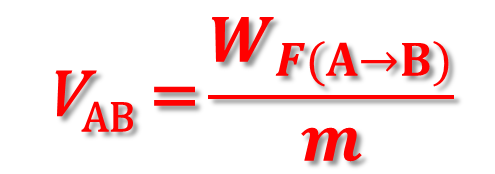 V_AB = W_F(A→B) / m